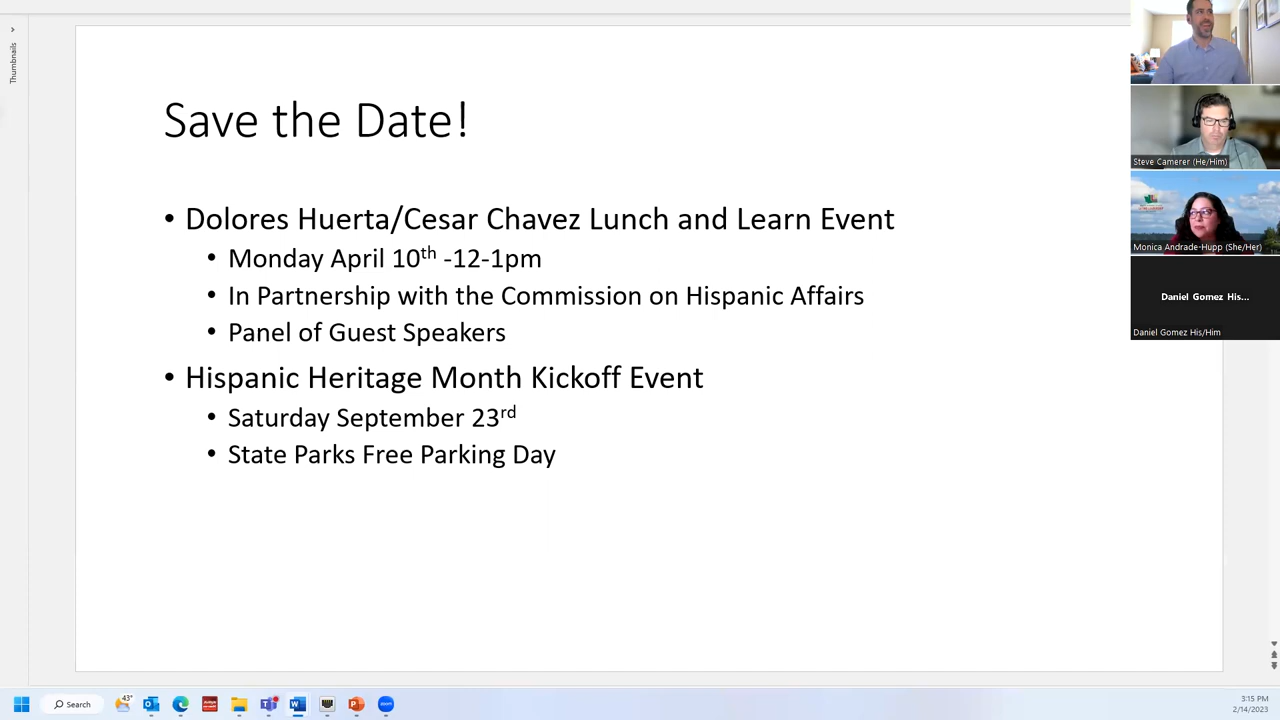 Thumbnails
Save the Date!
• Dolores Huerta/Cesar Chavez Lunch and Learn Event
• Monday April 10th -12-1pm
• In Partnership with the Commission on Hispanic Affairs
• Panel of Guest Speakers
• Hispanic Heritage Month Kickoff Event
• Saturday September 23rd
• State Parks Free Parking Day
Steve Camerer (He/Him)
Monica Andrade-Hupp (She/Her)
Daniel Gomez His...
Daniel Gomez His/Him
43°
Search
3:15 PM
2/14/2023